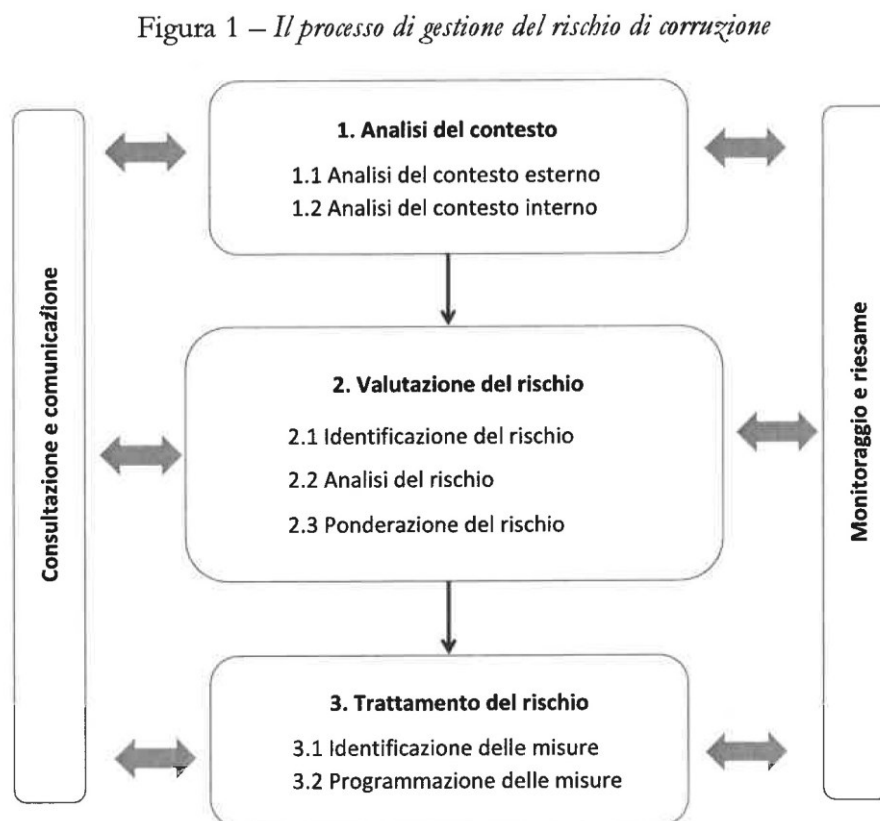 Figura 1 – Il processo di gestione del rischio di corruzione
Consultazione e comunicazione
1. Analisi del contesto
1.1 Analisi del contesto esterno
1.2 Analisi del contesto interno
2. Valutazione del rischio
2.1 Identificazione del rischio
2.2 Analisi del rischio
2.3 Ponderazione del rischio
3. Trattamento del rischio
3.1 Identificazione delle misure
3.2 Programmazione delle misure
Monitoraggio e riesame